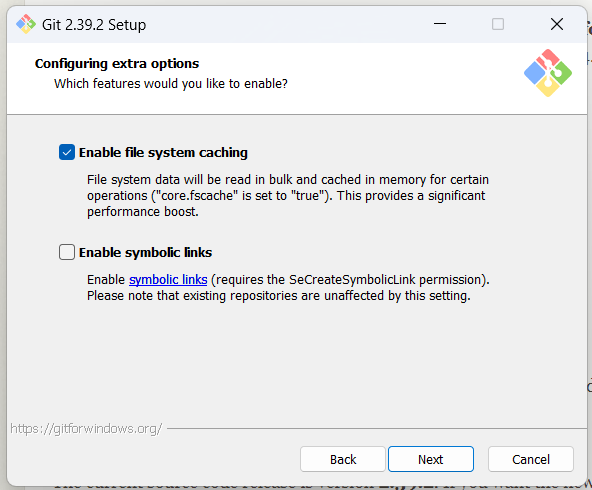 Git 2.39.2 Setup
Configuring extra options
Which features would you like to enable?
Enable file system caching
File system data will be read in bulk and cached in memory for certain
operations ("core.fscache" is set to "true"). This provides a significant
performance boost.
Enable symbolic links
Enable symbolic links (requires the SeCreateSymbolicLink permission).
Please note that existing repositories are unaffected by this setting.
https://gitforwindows.org/
Back
Next
Cancel